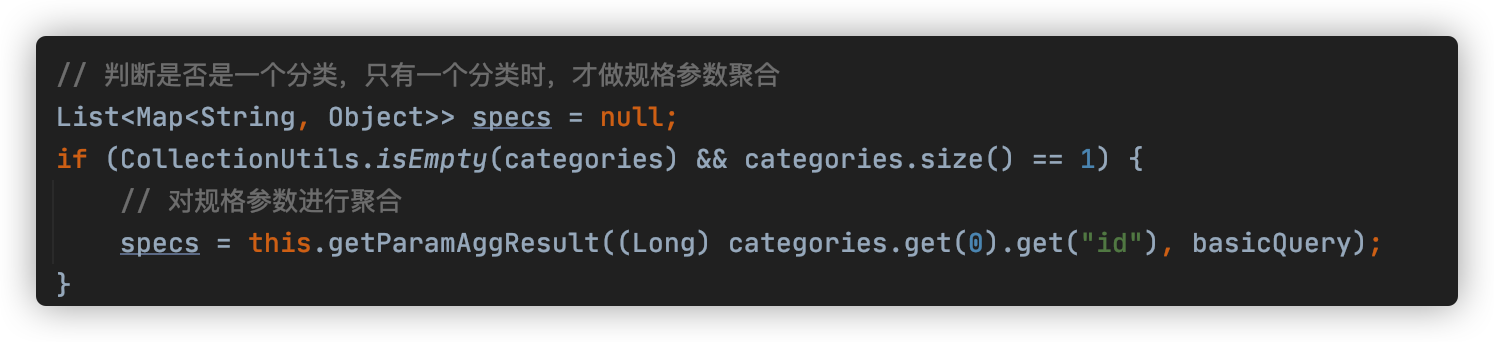 // 判断是否是一个分类，只有一个分类时，才做规格参数聚合
List<Map<String, Object>> specs = null;
if (CollectionUtils.isEmpty(categories) && categories.size() == 1) {
// 对规格参数进行聚合
specs = this.getParamAggResult((Long) categories.get(0).get("id"), basicQuery);
}